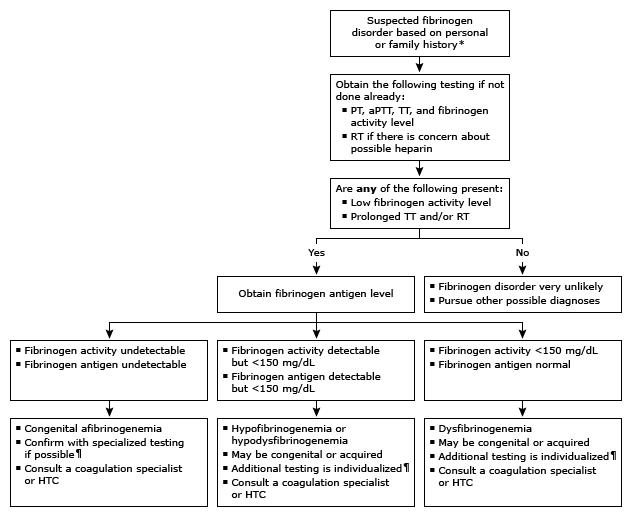 Suspected fibrinogen
disorder based on personal
or family history*
Obtain the following testing if not
done already:
▪ PT, aPTT, TT, and fibrinogen
activity level
▪ RT if there is concern about
possible heparin
Are any of the following present:
▪ Low fibrinogen activity level
▪ Prolonged TT and/or RT
Yes
No
Obtain fibrinogen antigen level
▪ Fibrinogen disorder very unlikely
▪ Pursue other possible diagnoses
▪ Fibrinogen activity undetectable
▪ Fibrinogen antigen undetectable
▪ Fibrinogen activity detectable
but <150 mg/dL
▪ Fibrinogen antigen detectable
but <150 mg/dL
▪ Fibrinogen activity <150 mg/dL
▪ Fibrinogen antigen normal
▪ Congenital afibrinogenemia
▪ Confirm with specialized testing
if possible¶
▪ Consult a coagulation specialist
or HTC
▪ Hypofibrinogenemia or
hypodysfibrinogenemia
▪ May be congenital or acquired
▪ Additional testing is individualized¶
▪ Consult a coagulation specialist
or HTC
▪ Dysfibrinogenemia
▪ May be congenital or acquired
▪ Additional testing is individualized¶
▪ Consult a coagulation specialist
or HTC